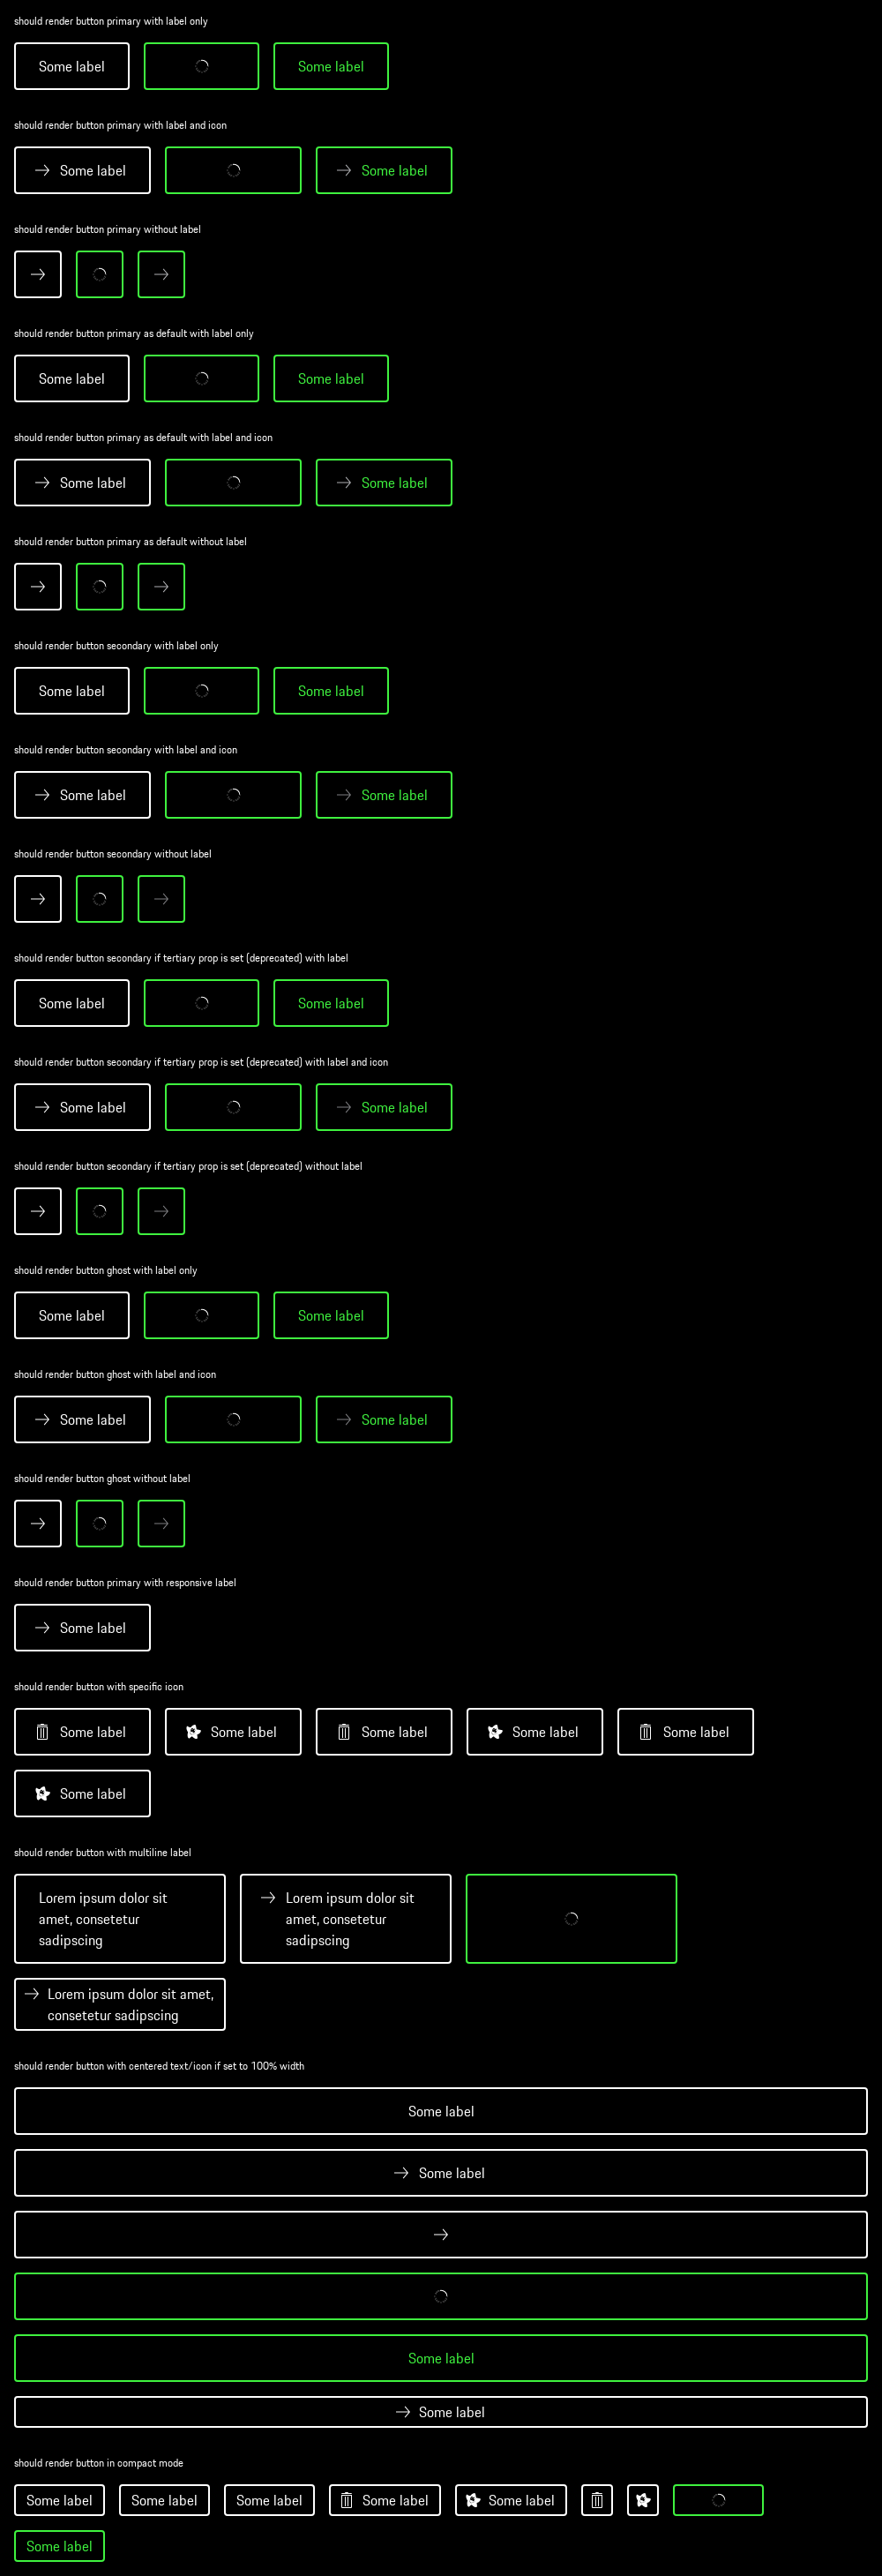 should render button primary with label only
Some label Some label
should render button primary with label and icon
Some label Some label
should render button primary without label
should render button primary as default with label only
Some label Some label
should render button primary as default with label and icon
Some label Some label
should render button primary as default without label
should render button secondary with label only
Some label Some label
should render button secondary with label and icon
Some label Some label
should render button secondary without label
should render button secondary if tertiary prop is set (deprecated) with label
Some label Some label
should render button secondary if tertiary prop is set (deprecated) with label and icon
Some label Some label
should render button secondary if tertiary prop is set (deprecated) without label
should render button ghost with label only
Some label Some label
should render button ghost with label and icon
Some label Some label
should render button ghost without label
should render button primary with responsive label
Some label
should render button with specific icon
Some label Some label Some label Some label Some label
Some label
should render button with multiline label
Lorem ipsum dolor sit
amet, consetetur
sadipscing
Lorem ipsum dolor sit
amet, consetetur
sadipscing
Lorem ipsum dolor sit amet,
consetetur sadipscing
should render button with centered text/icon if set to 100% width
Some label
Some label
Some label
Some label
should render button in compact mode
Some label Some label Some label Some label Some label
Some label